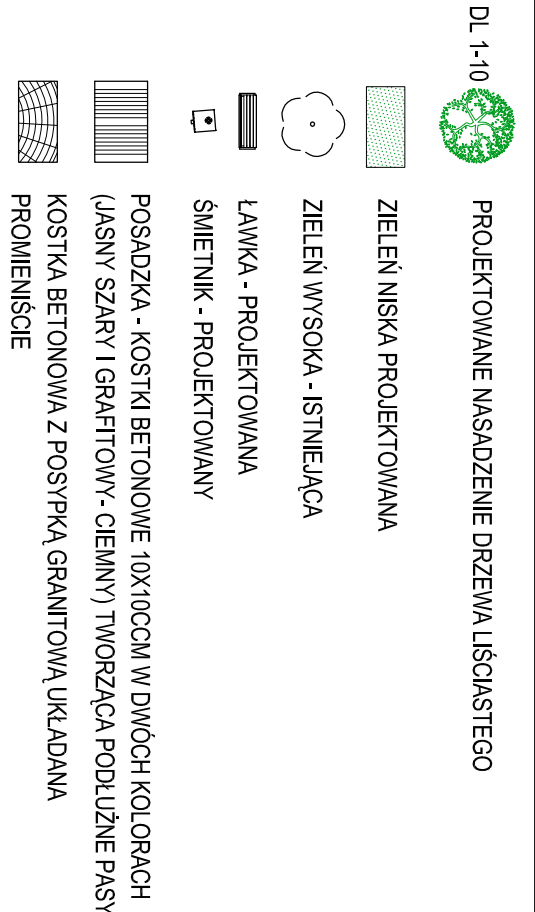 DL 1-10 PROJEKTOWANE NASADZENIE DRZEWA LIŚCIASTEGO
ZIELEŃ NISKA PROJEKTOWANA
ZIELEŃ WYSOKA - ISTNIEJĄCA
ŁAWKA - PROJEKTOWANA
ŚMIETNIK - PROJEKTOWANY
POSADZKA - KOSTKI BETONOWE 10X10CCM W DWÓCH KOLORACH
(JASNY SZARY I GRAFITOWY- CIEMNY) TWORZĄCA PODŁUŻNE PASY
KOSTKA BETONOWA Z POSYPKĄ GRANITOWĄ UKŁADANA
PROMIENIŚCIE